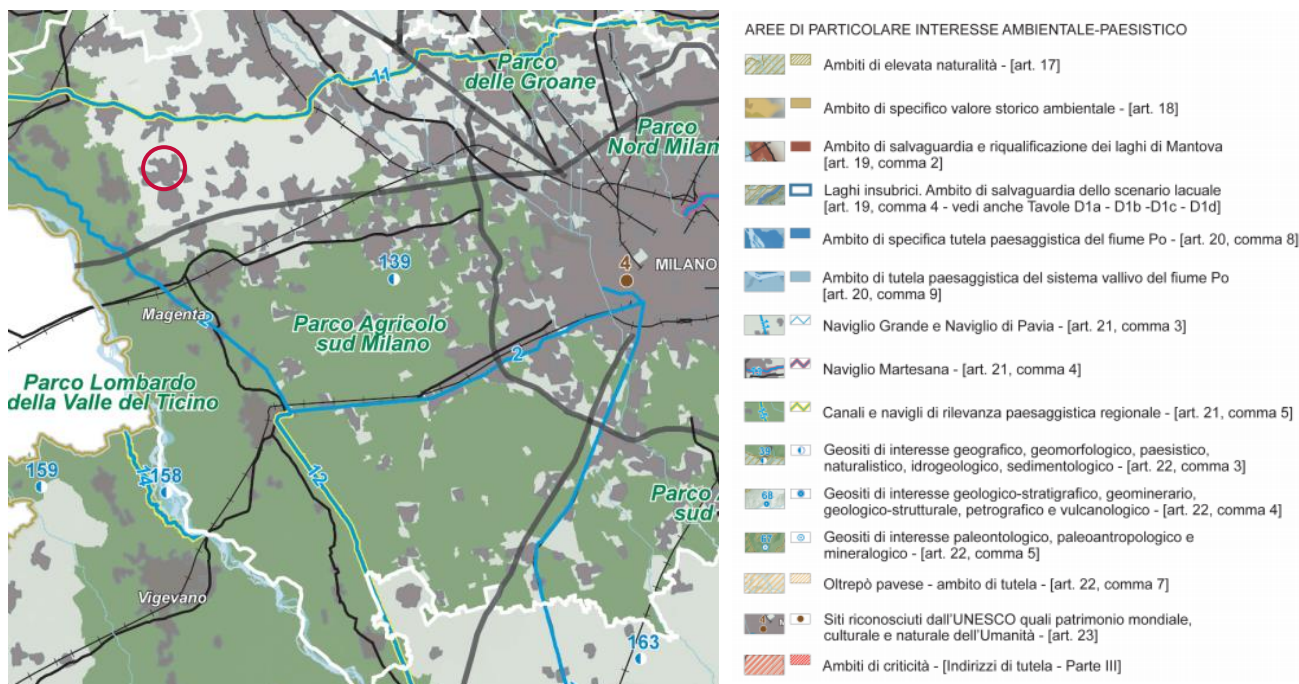 Parco
delle Groane
11
Parco
Nord Milan
139
4
MILANO
Magenta
2
Parco Agricolo
sud Milano
2
Parco Lombardo
della Valle del Ticino
159
14
158
12
Parco
sud
Vigevano
163
AREE DI PARTICOLARE INTERESSE AMBIENTALE-PAESISTICO
Ambiti di elevata naturalità - [art. 17]
Ambito di specifico valore storico ambientale - [art. 18]
Ambito di salvaguardia e riqualificazione dei laghi di Mantova
[art. 19, comma 2]
Laghi insubrici. Ambito di salvaguardia dello scenario lacuale
[art. 19, comma 4 - vedi anche Tavole D1a - D1b -D1c - D1d]
Ambito di specifica tutela paesaggistica del fiume Po - [art. 20, comma 8]
Ambito di tutela paesaggistica del sistema vallivo del fiume Po
[art. 20, comma 9]
Naviglio Grande e Naviglio di Pavia - [art. 21, comma 3]
Naviglio Martesana - [art. 21, comma 4]
Canali e navigli di rilevanza paesaggistica regionale - [art. 21, comma 5]
39
Geositi di interesse geografico, geomorfologico, paesistico,
naturalistico, idrogeologico, sedimentologico - [art. 22, comma 3]
68
Geositi di interesse geologico-stratigrafico, geominerario,
geologico-strutturale, petrografico e vulcanologico - [art. 22, comma 4]
67
Geositi di interesse paleontologico, paleoantropologico e
mineralogico - [art. 22, comma 5]
Oltrepò pavese - ambito di tutela - [art. 22, comma 7]
Siti riconosciuti dall'UNESCO quali patrimonio mondiale,
culturale e naturale dell'Umanità - [art. 23]
Ambiti di criticità - [Indirizzi di tutela - Parte III]